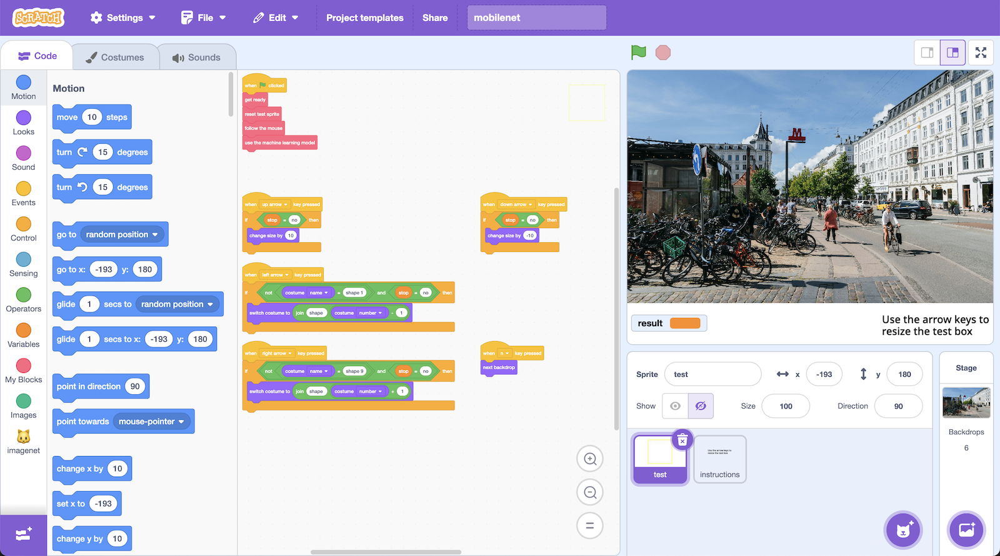 SCRATCH
Settings
File
Edit
Project templates
Share
mobilenet
Code
Costumes
Sounds
Motion
Looks
Sound
Events
Control
Sensing
Operators
Variables
My Blocks
Images
imagenet
Motion
move 10 steps
turn 15 degrees
turn 15 degrees
go to random position
go to x: -193 y: 180
glide 1 secs to random position
glide 1 secs to x: -193 y: 180
point in direction 90
point towards mouse-pointer
change x by 10
set x to -193
change y by 10
when clicked
get ready
reset test sprite
follow the mouse
use the machine learning model
when up arrow key pressed
if stop = no then
change size by 10
when down arrow key pressed
if stop = no then
change size by -10
when left arrow key pressed
if not costume name = shape 1 and stop = no then
switch costume to join shape costume number - 1
when right arrow key pressed
if not costume name = shape 9 and stop = no then
switch costume to join shape costume number + 1
when n key pressed
next backdrop
M
result
Use the arrow keys to
resize the test box
Sprite test x -193 y 180
Show Size 100 Direction 90
test
Use the arrow keys to
resize the test box
instructions
Stage
Backdrops
6